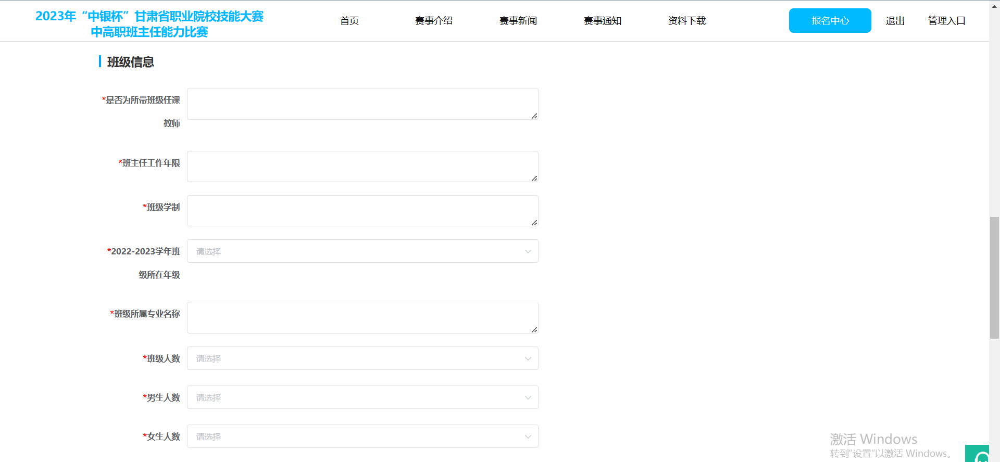 2023年“中银杯”甘肃省职业院校技能大赛
中高职班主任能力比赛
首页
赛事介绍
赛事新闻
赛事通知
资料下载
报名中心
退出
管理入口
班级信息
*是否为所带班级任课
教师
*班主任工作年限
*班级学制
*2022-2023学年班
级所在年级
请选择
*班级所属专业名称
*班级人数
请选择
*男生人数
请选择
*女生人数
请选择
激活 Windows
转到“设置”以激活 Windows。